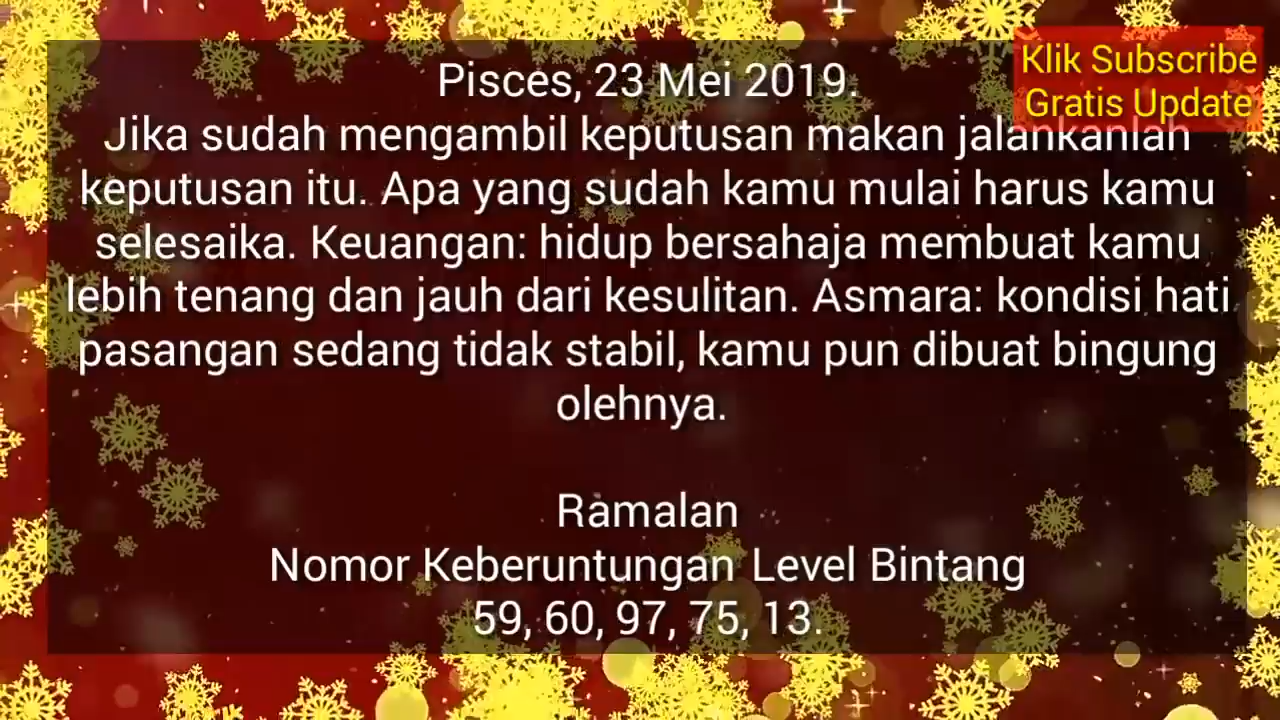 Pisces, 23 Mei 2019.
Klik Subscribe
Gratis Update
Jika sudah mengambil keputusan makan jalankanlah
keputusan itu. Apa yang sudah kamu mulai harus kamu
selesaika. Keuangan: hidup bersahaja membuat kamu
lebih tenang dan jauh dari kesulitan. Asmara: kondisi hati
pasangan sedang tidak stabil, kamu pun dibuat bingung
olehnya.
Ramalan
Nomor Keberuntungan Level Bintang
59, 60, 97, 75, 13.